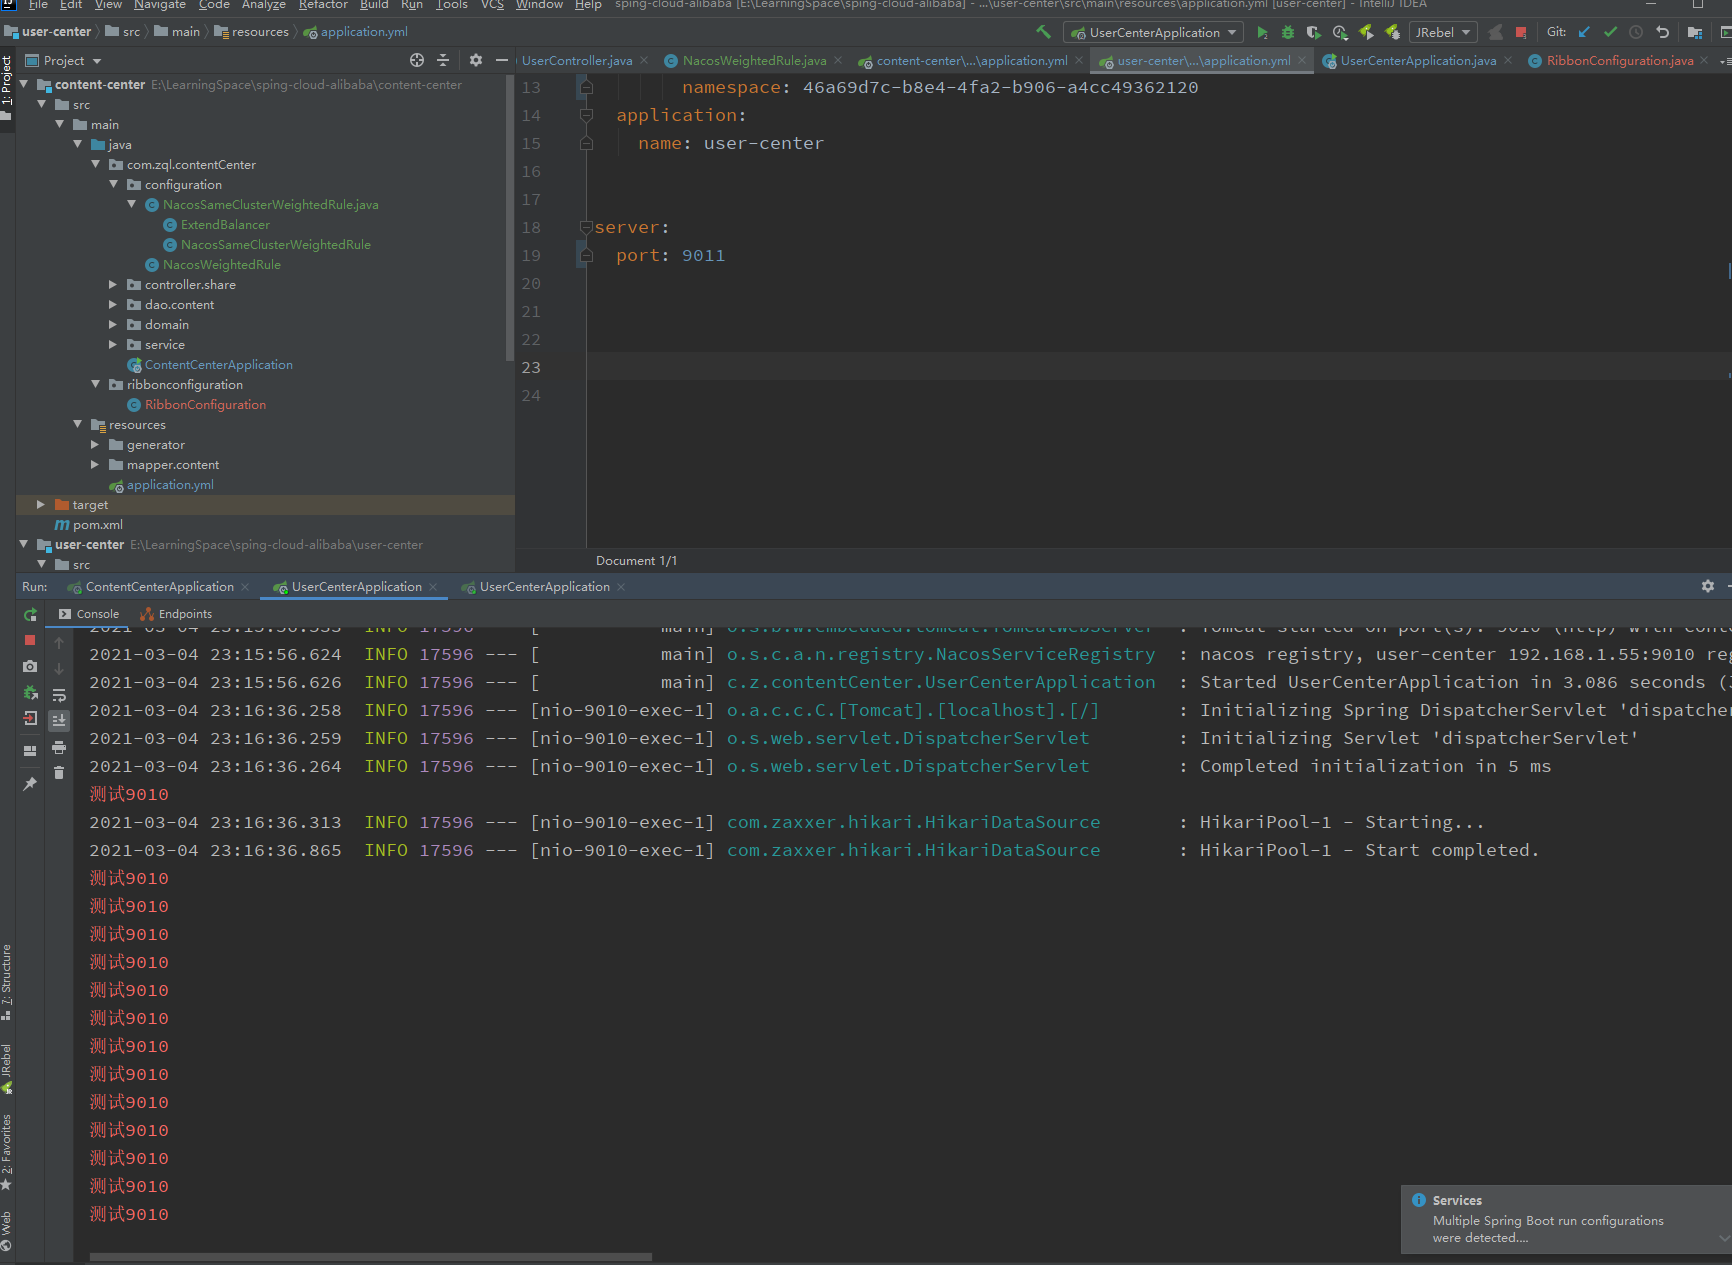 File Edit View Navigate Code Analyze Refactor Build Run Tools VCS Window Help sping-cloud-alibaba [E:\LearningSpace\sping-cloud-alibaba] - ...\user-center\src\main\resources\application.yml [user-center] - IntelliJ IDEA
user-center src main resources application.yml UserCenterApplication JRebel Git:
Project UserController.java NacosWeightedRule.java content-center\...\application.yml user-center\...\application.yml UserCenterApplication.java RibbonConfiguration.java
1: Project
content-center E:\LearningSpace\sping-cloud-alibaba\content-center
src
main
java
com.zql.contentCenter
configuration
NacosSameClusterWeightedRule.java
ExtendBalancer
NacosSameClusterWeightedRule
NacosWeightedRule
controller.share
dao.content
domain
service
ContentCenterApplication
ribbonconfiguration
RibbonConfiguration
resources
generator
mapper.content
application.yml
target
pom.xml
user-center E:\LearningSpace\sping-cloud-alibaba\user-center
src
13 namespace: 46a69d7c-b8e4-4fa2-b906-a4cc49362120
14 application:
15 name: user-center
16
17
18 server:
19 port: 9011
20
21
22
23
24
Document 1/1
Run: ContentCenterApplication UserCenterApplication UserCenterApplication
Console Endpoints
2021-03-04 23:15:56.624 INFO 17596 --- [ main] o.s.c.a.n.registry.NacosServiceRegistry : nacos registry, user-center 192.168.1.55:9010 reg
2021-03-04 23:15:56.626 INFO 17596 --- [ main] c.z.contentCenter.UserCenterApplication : Started UserCenterApplication in 3.086 seconds (J
2021-03-04 23:16:36.258 INFO 17596 --- [nio-9010-exec-1] o.a.c.c.C.[Tomcat].[localhost].[/] : Initializing Spring DispatcherServlet 'dispatcher
2021-03-04 23:16:36.259 INFO 17596 --- [nio-9010-exec-1] o.s.web.servlet.DispatcherServlet : Initializing Servlet 'dispatcherServlet'
2021-03-04 23:16:36.264 INFO 17596 --- [nio-9010-exec-1] o.s.web.servlet.DispatcherServlet : Completed initialization in 5 ms
测试9010
2021-03-04 23:16:36.313 INFO 17596 --- [nio-9010-exec-1] com.zaxxer.hikari.HikariDataSource : HikariPool-1 - Starting...
2021-03-04 23:16:36.865 INFO 17596 --- [nio-9010-exec-1] com.zaxxer.hikari.HikariDataSource : HikariPool-1 - Start completed.
测试9010
测试9010
测试9010
测试9010
测试9010
测试9010
测试9010
测试9010
测试9010
测试9010
测试9010
测试9010
测试9010
7: Structure
JRebel
2: Favorites
Web
Services
Multiple Spring Boot run configurations
were detected....